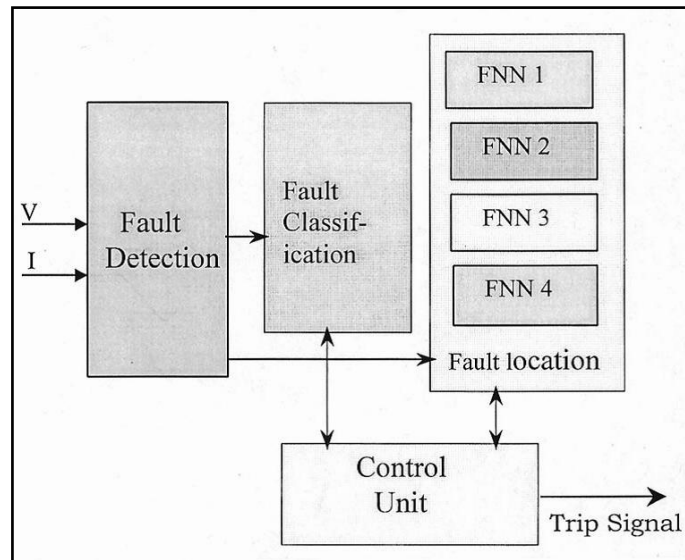 V
I
Fault
Detection
Fault
Classif-
ication
FNN 1
FNN 2
FNN 3
FNN 4
Fault location
Control
Unit
Trip Signal